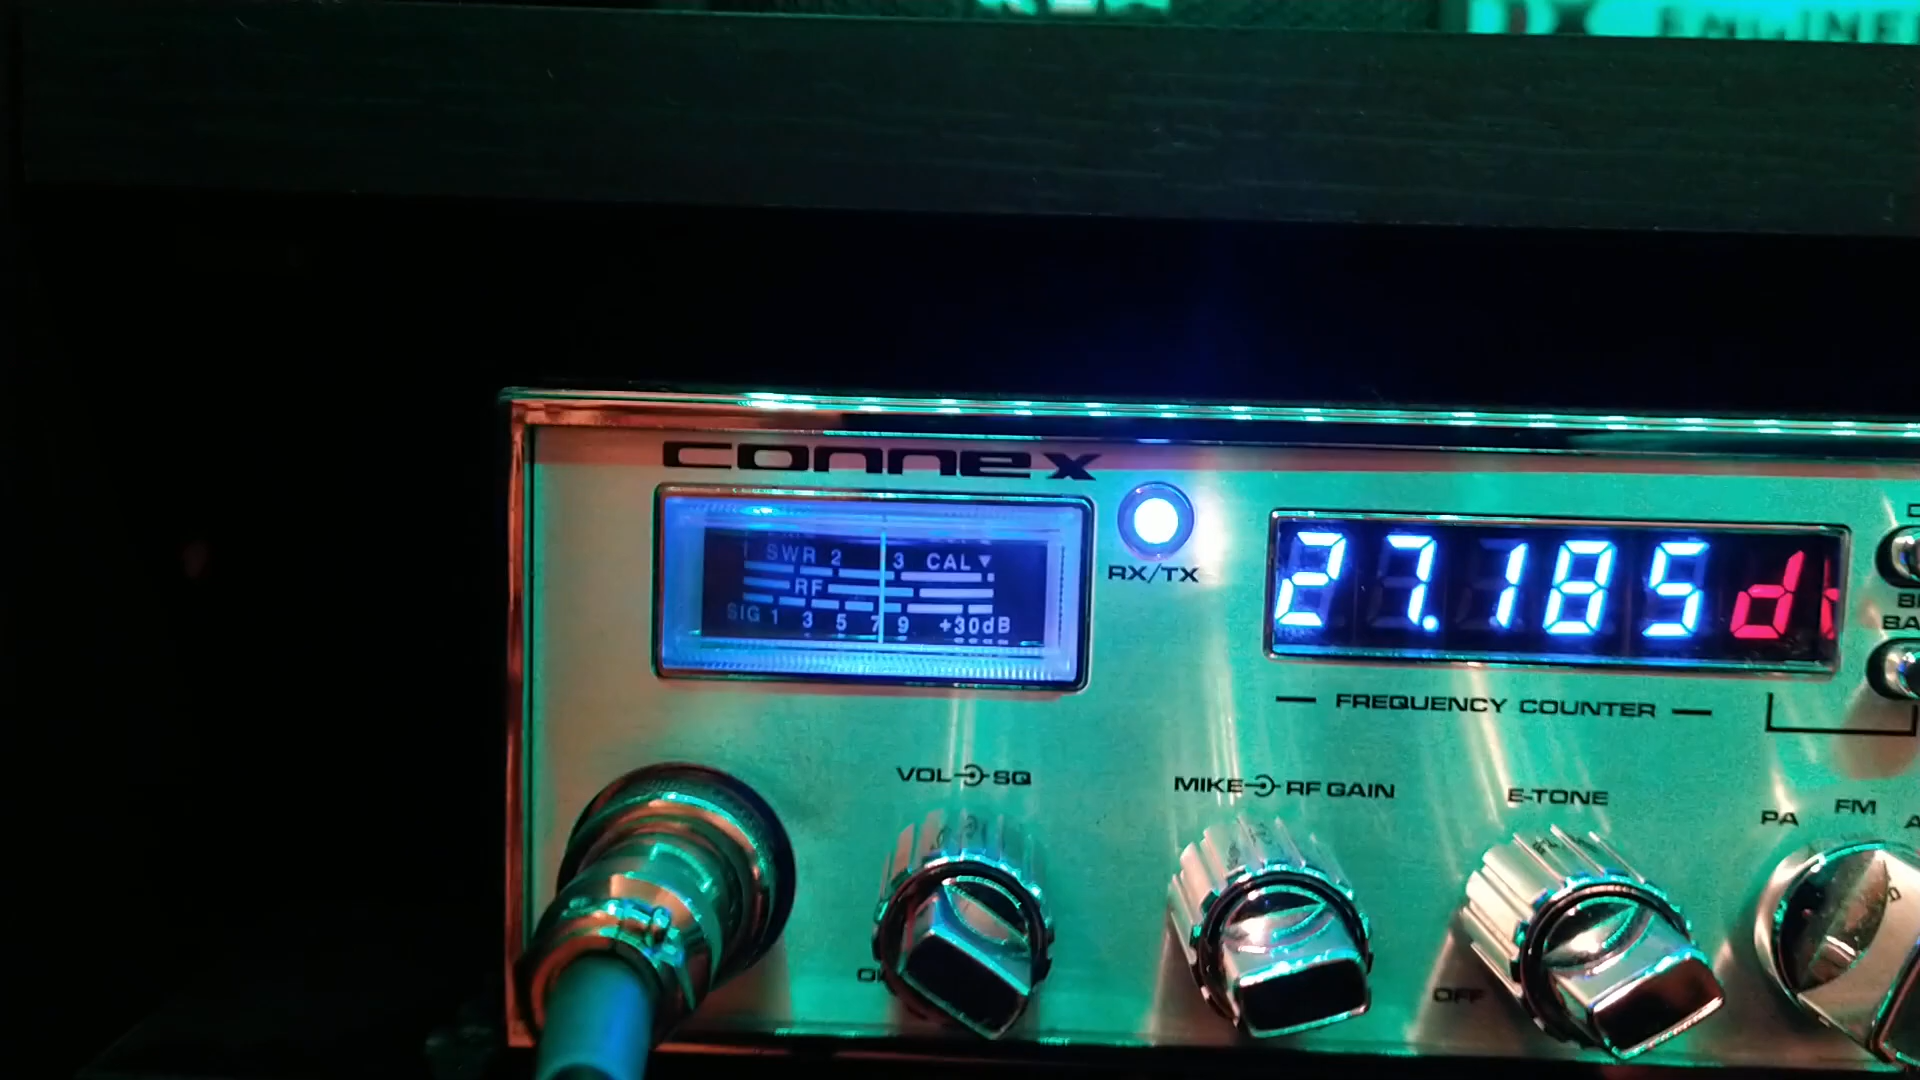 connex
RX/TX
1 SWR 2 3 CAL▼
RF
SIG 1 3 5 7 9 +30dB
27.185
FREQUENCY COUNTER
VOL SQ
MIKE RF GAIN
E-TONE
PA FM
OFF